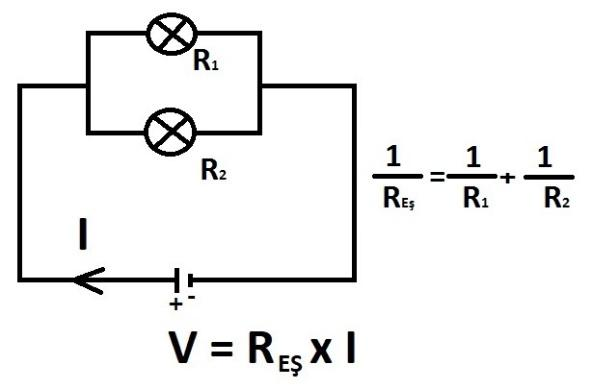 R₁
R₂
1/R_Eş = 1/R₁ + 1/R₂
I
+ -
V = R_EŞ x I